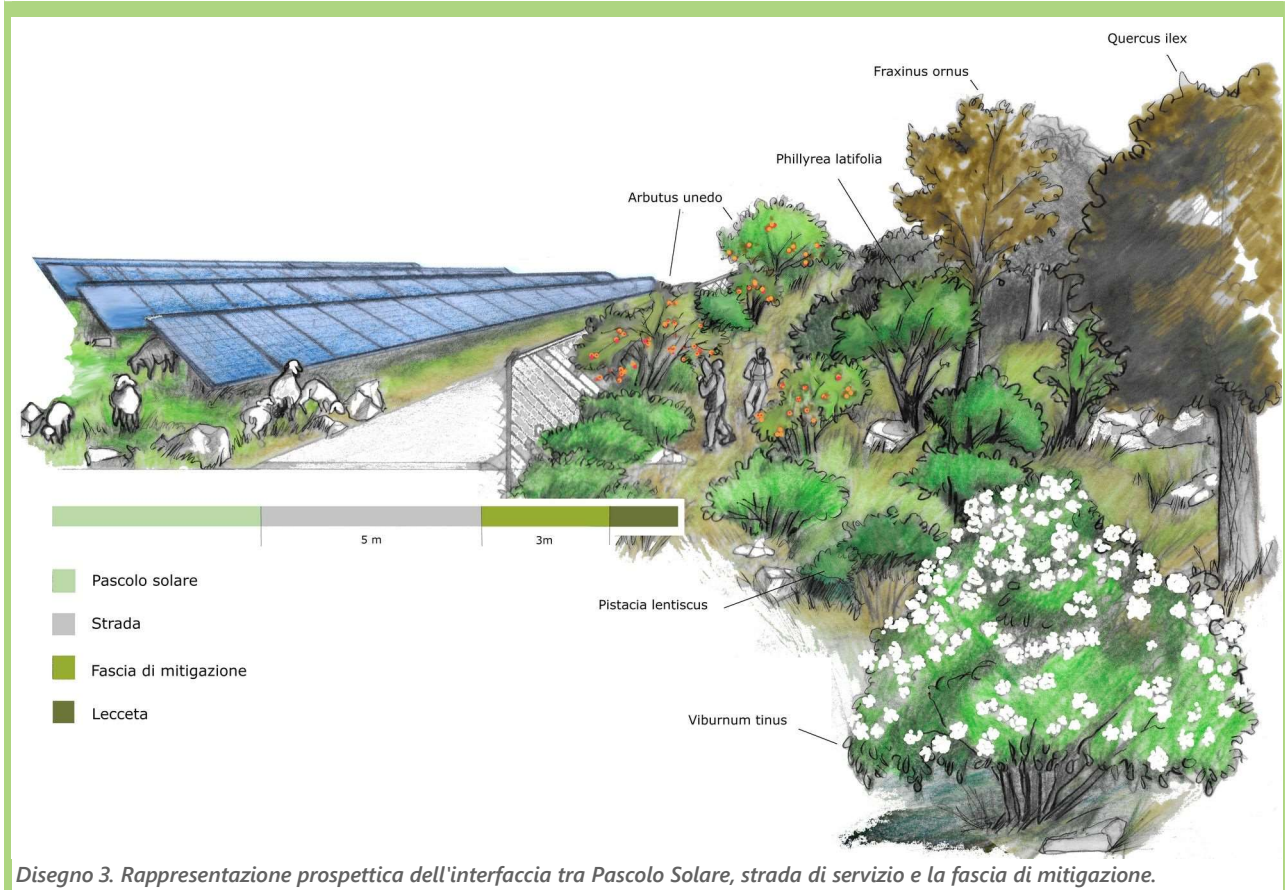 Quercus ilex
Fraxinus ornus
Phillyrea latifolia
Arbutus unedo
5 m
3m
Pascolo solare
Strada
Fascia di mitigazione
Lecceta
Pistacia lentiscus
Viburnum tinus
Disegno 3. Rappresentazione prospettica dell'interfaccia tra Pascolo Solare, strada di servizio e la fascia di mitigazione.